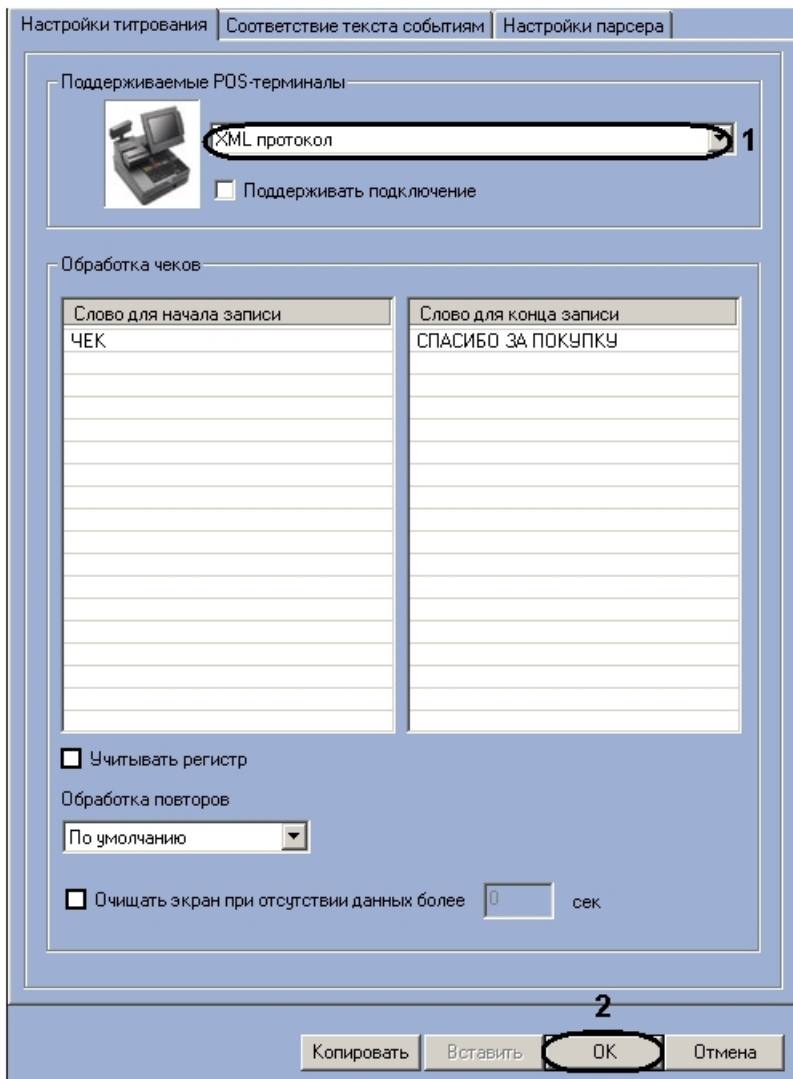 Настройки титрования Соответствие текста событиям Настройки парсера
Поддерживаемые POS-терминалы
XML протокол 1
Поддерживать подключение
Обработка чеков
Слово для начала записи Слово для конца записи
ЧЕК СПАСИБО ЗА ПОКУПКУ
Учитывать регистр
Обработка повторов
По умолчанию
Очищать экран при отсутствии данных более 0 сек
2
Копировать Вставить OK Отмена